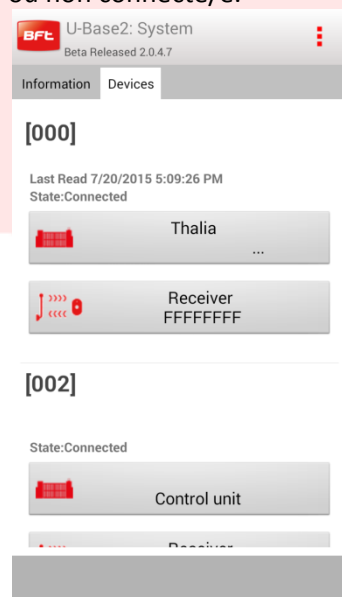 BFT U-Base2: System
Beta Released 2.0.4.7
Information Devices
[000]
Last Read 7/20/2015 5:09:26 PM
State:Connected
Thalia
...
Receiver
FFFFFFFF
[002]
State:Connected
Control unit